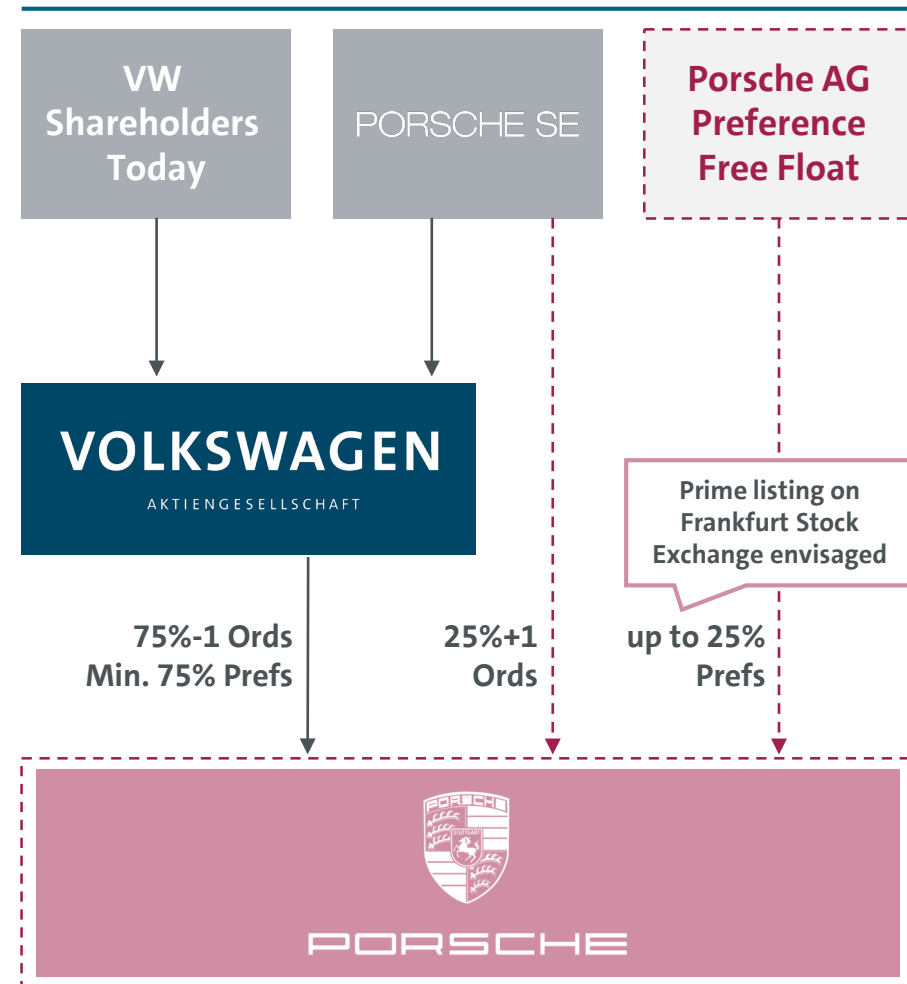 VW
Shareholders
Today
PORSCHE SE
Porsche AG
Preference
Free Float
VOLKSWAGEN
AKTIENGESELLSCHAFT
Prime listing on
Frankfurt Stock
Exchange envisaged
75%-1 Ords
Min. 75% Prefs
25%+1
Ords
up to 25%
Prefs
PORSCHE
STUTTGART
PORSCHE